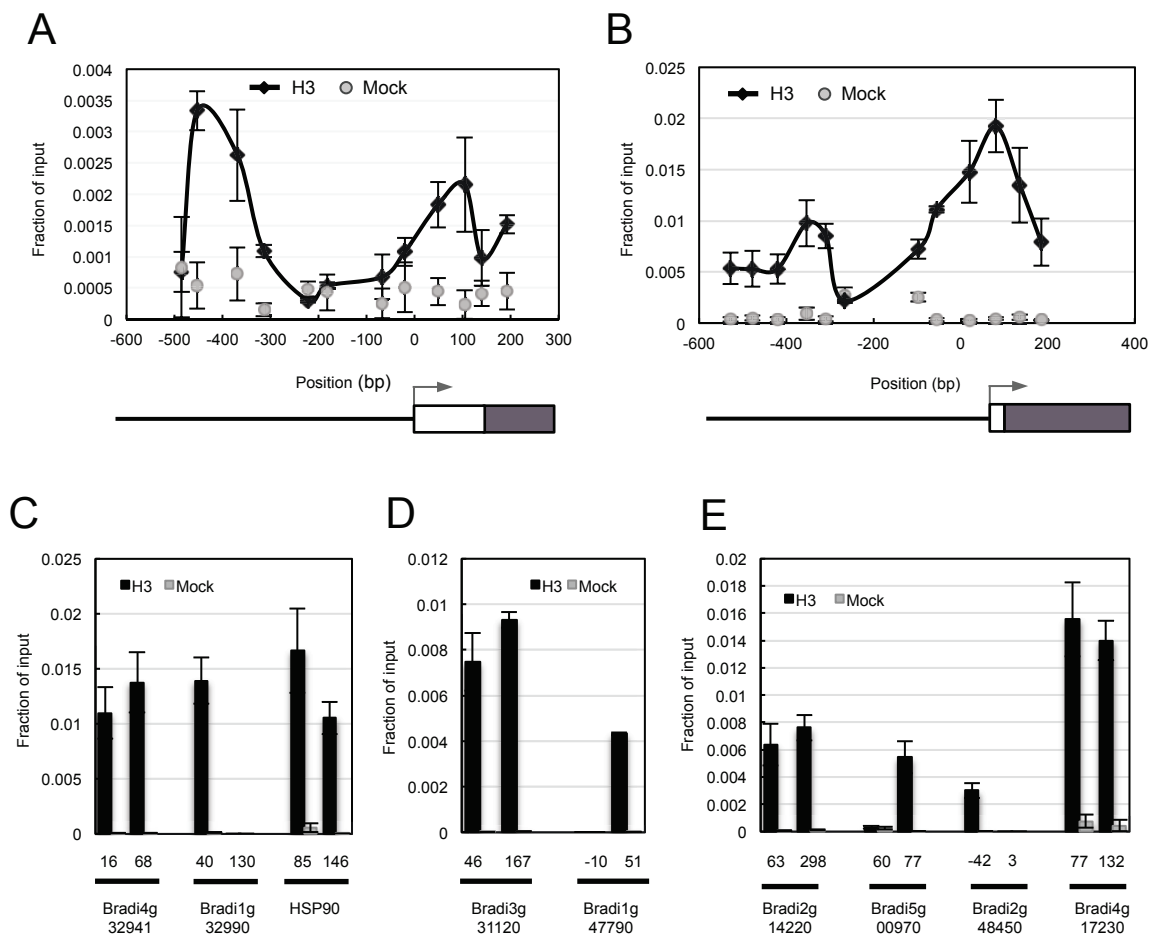 A
B
0.004
0.0035
0.003
0.0025
0.002
0.0015
0.001
0.0005
0
Fraction of input
H3 Mock
-600 -500 -400 -300 -200 -100 0 100 200 300
Position (bp)
0.025
0.02
0.015
0.01
0.005
0
Fraction of input
H3 Mock
-600 -400 -200 0 200 400
Position (bp)
C
D
E
0.025
0.02
0.015
0.01
0.005
0
Fraction of input
H3 Mock
16 68 40 130 85 146
Bradi4g Bradi1g HSP90
32941 32990
0.012
0.01
0.008
0.006
0.004
0.002
0
Fraction of input
H3 Mock
46 167 -10 51
Bradi3g Bradi1g
31120 47790
0.02
0.018
0.016
0.014
0.012
0.01
0.008
0.006
0.004
0.002
0
Fraction of input
H3 Mock
63 298 60 77 -42 3 77 132
Bradi2g Bradi5g Bradi2g Bradi4g
14220 00970 48450 17230